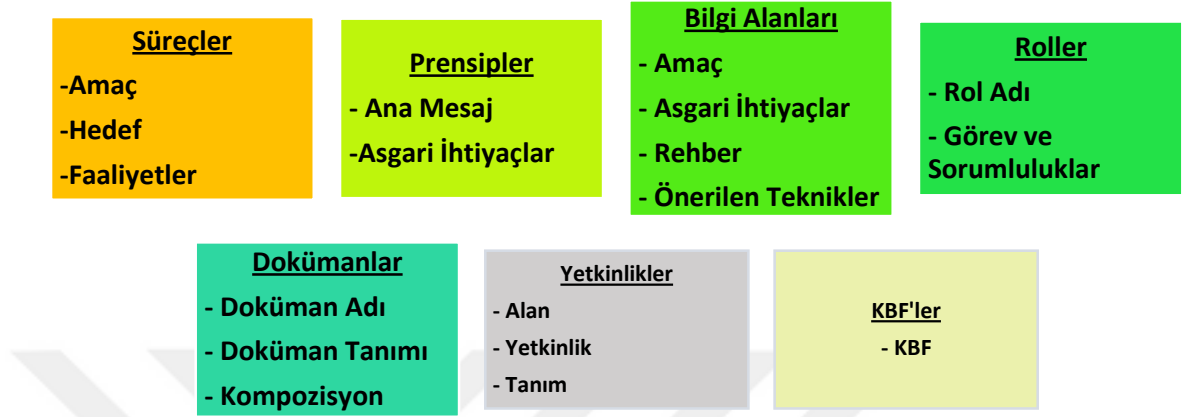 Süreçler
-Amaç
-Hedef
-Faaliyetler
Prensipler
- Ana Mesaj
-Asgari İhtiyaçlar
Bilgi Alanları
- Amaç
- Asgari İhtiyaçlar
- Rehber
- Önerilen Teknikler
Roller
- Rol Adı
- Görev ve
Sorumluluklar
Dokümanlar
- Doküman Adı
- Doküman Tanımı
- Kompozisyon
Yetkinlikler
- Alan
- Yetkinlik
- Tanım
KBF'ler
- KBF